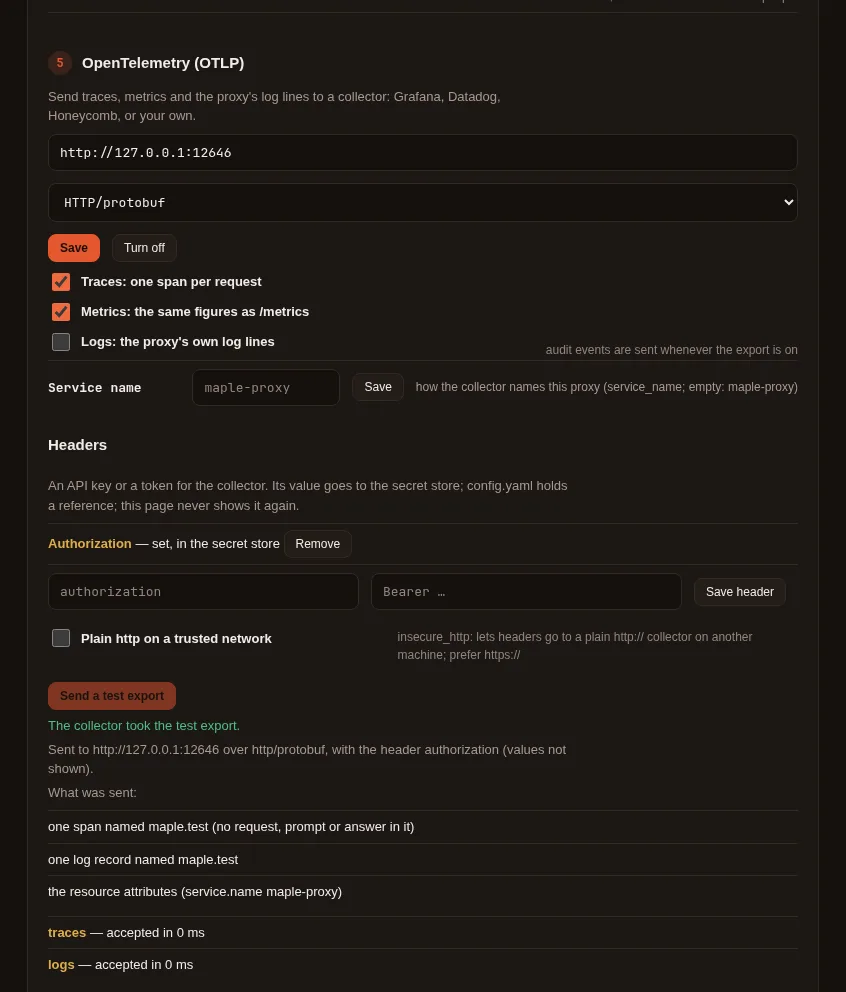 5 OpenTelemetry (OTLP)
Send traces, metrics and the proxy's log lines to a collector: Grafana, Datadog,
Honeycomb, or your own.
http://127.0.0.1:12646
HTTP/protobuf
Save Turn off
Traces: one span per request
Metrics: the same figures as /metrics
Logs: the proxy's own log lines
audit events are sent whenever the export is on
Service name maple-proxy Save how the collector names this proxy (service_name; empty: maple-proxy)
Headers
An API key or a token for the collector. Its value goes to the secret store; config.yaml holds
a reference; this page never shows it again.
Authorization — set, in the secret store Remove
authorization Bearer … Save header
Plain http on a trusted network
insecure_http: lets headers go to a plain http:// collector on another
machine; prefer https://
Send a test export
The collector took the test export.
Sent to http://127.0.0.1:12646 over http/protobuf, with the header authorization (values not
shown).
What was sent:
one span named maple.test (no request, prompt or answer in it)
one log record named maple.test
the resource attributes (service.name maple-proxy)
traces — accepted in 0 ms
logs — accepted in 0 ms